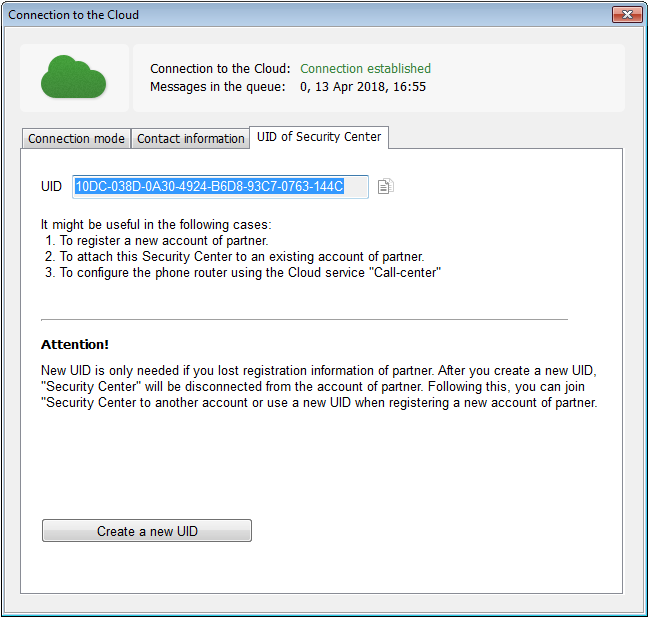 Connection to the Cloud
Connection to the Cloud: Connection established
Messages in the queue: 0, 13 Apr 2018, 16:55
Connection mode Contact information UID of Security Center
UID 10DC-038D-0A30-4924-B6D8-93C7-0763-144C
It might be useful in the following cases:
1. To register a new account of partner.
2. To attach this Security Center to an existing account of partner.
3. To configure the phone router using the Cloud service "Call-center"
Attention!
New UID is only needed if you lost registration information of partner. After you create a new UID,
"Security Center" will be disconnected from the account of partner. Following this, you can join
"Security Center to another account or use a new UID when registering a new account of partner.
Create a new UID